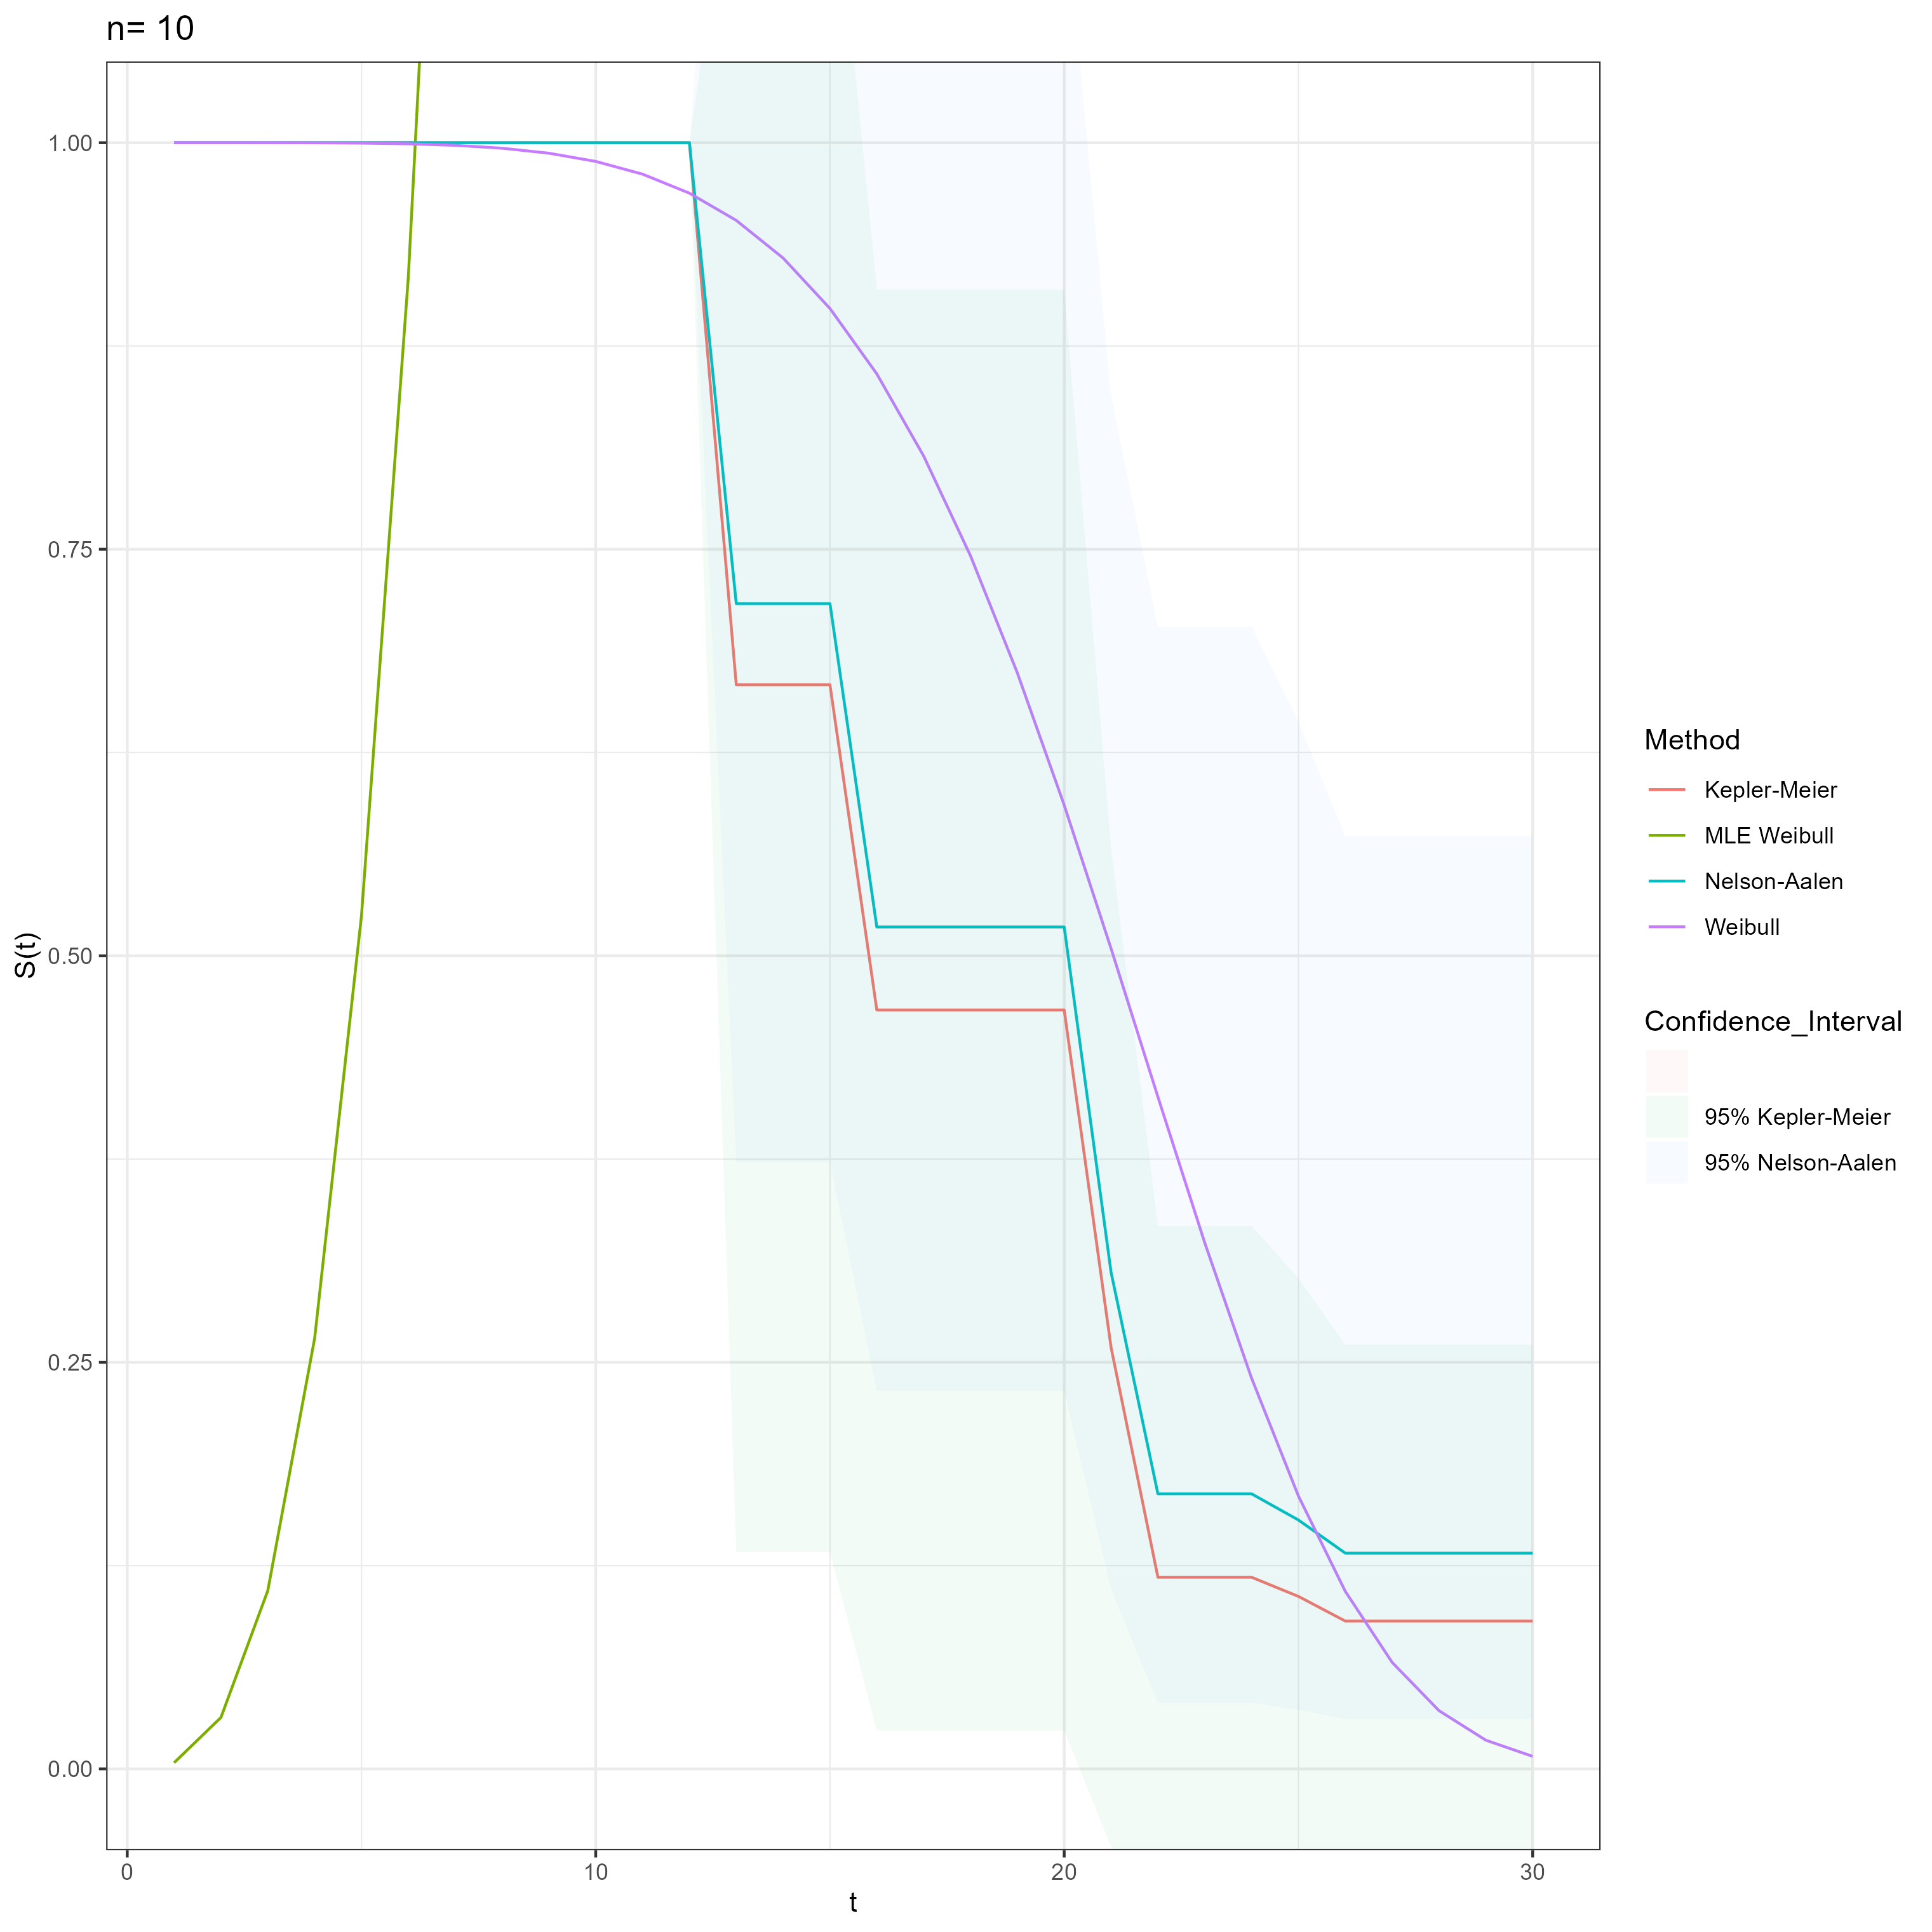 n= 10
S(t)
1.00
0.75
0.50
0.25
0.00
0
10
20
30
t
Method
Kepler-Meier
MLE Weibull
Nelson-Aalen
Weibull
Confidence_Interval
95% Kepler-Meier
95% Nelson-Aalen